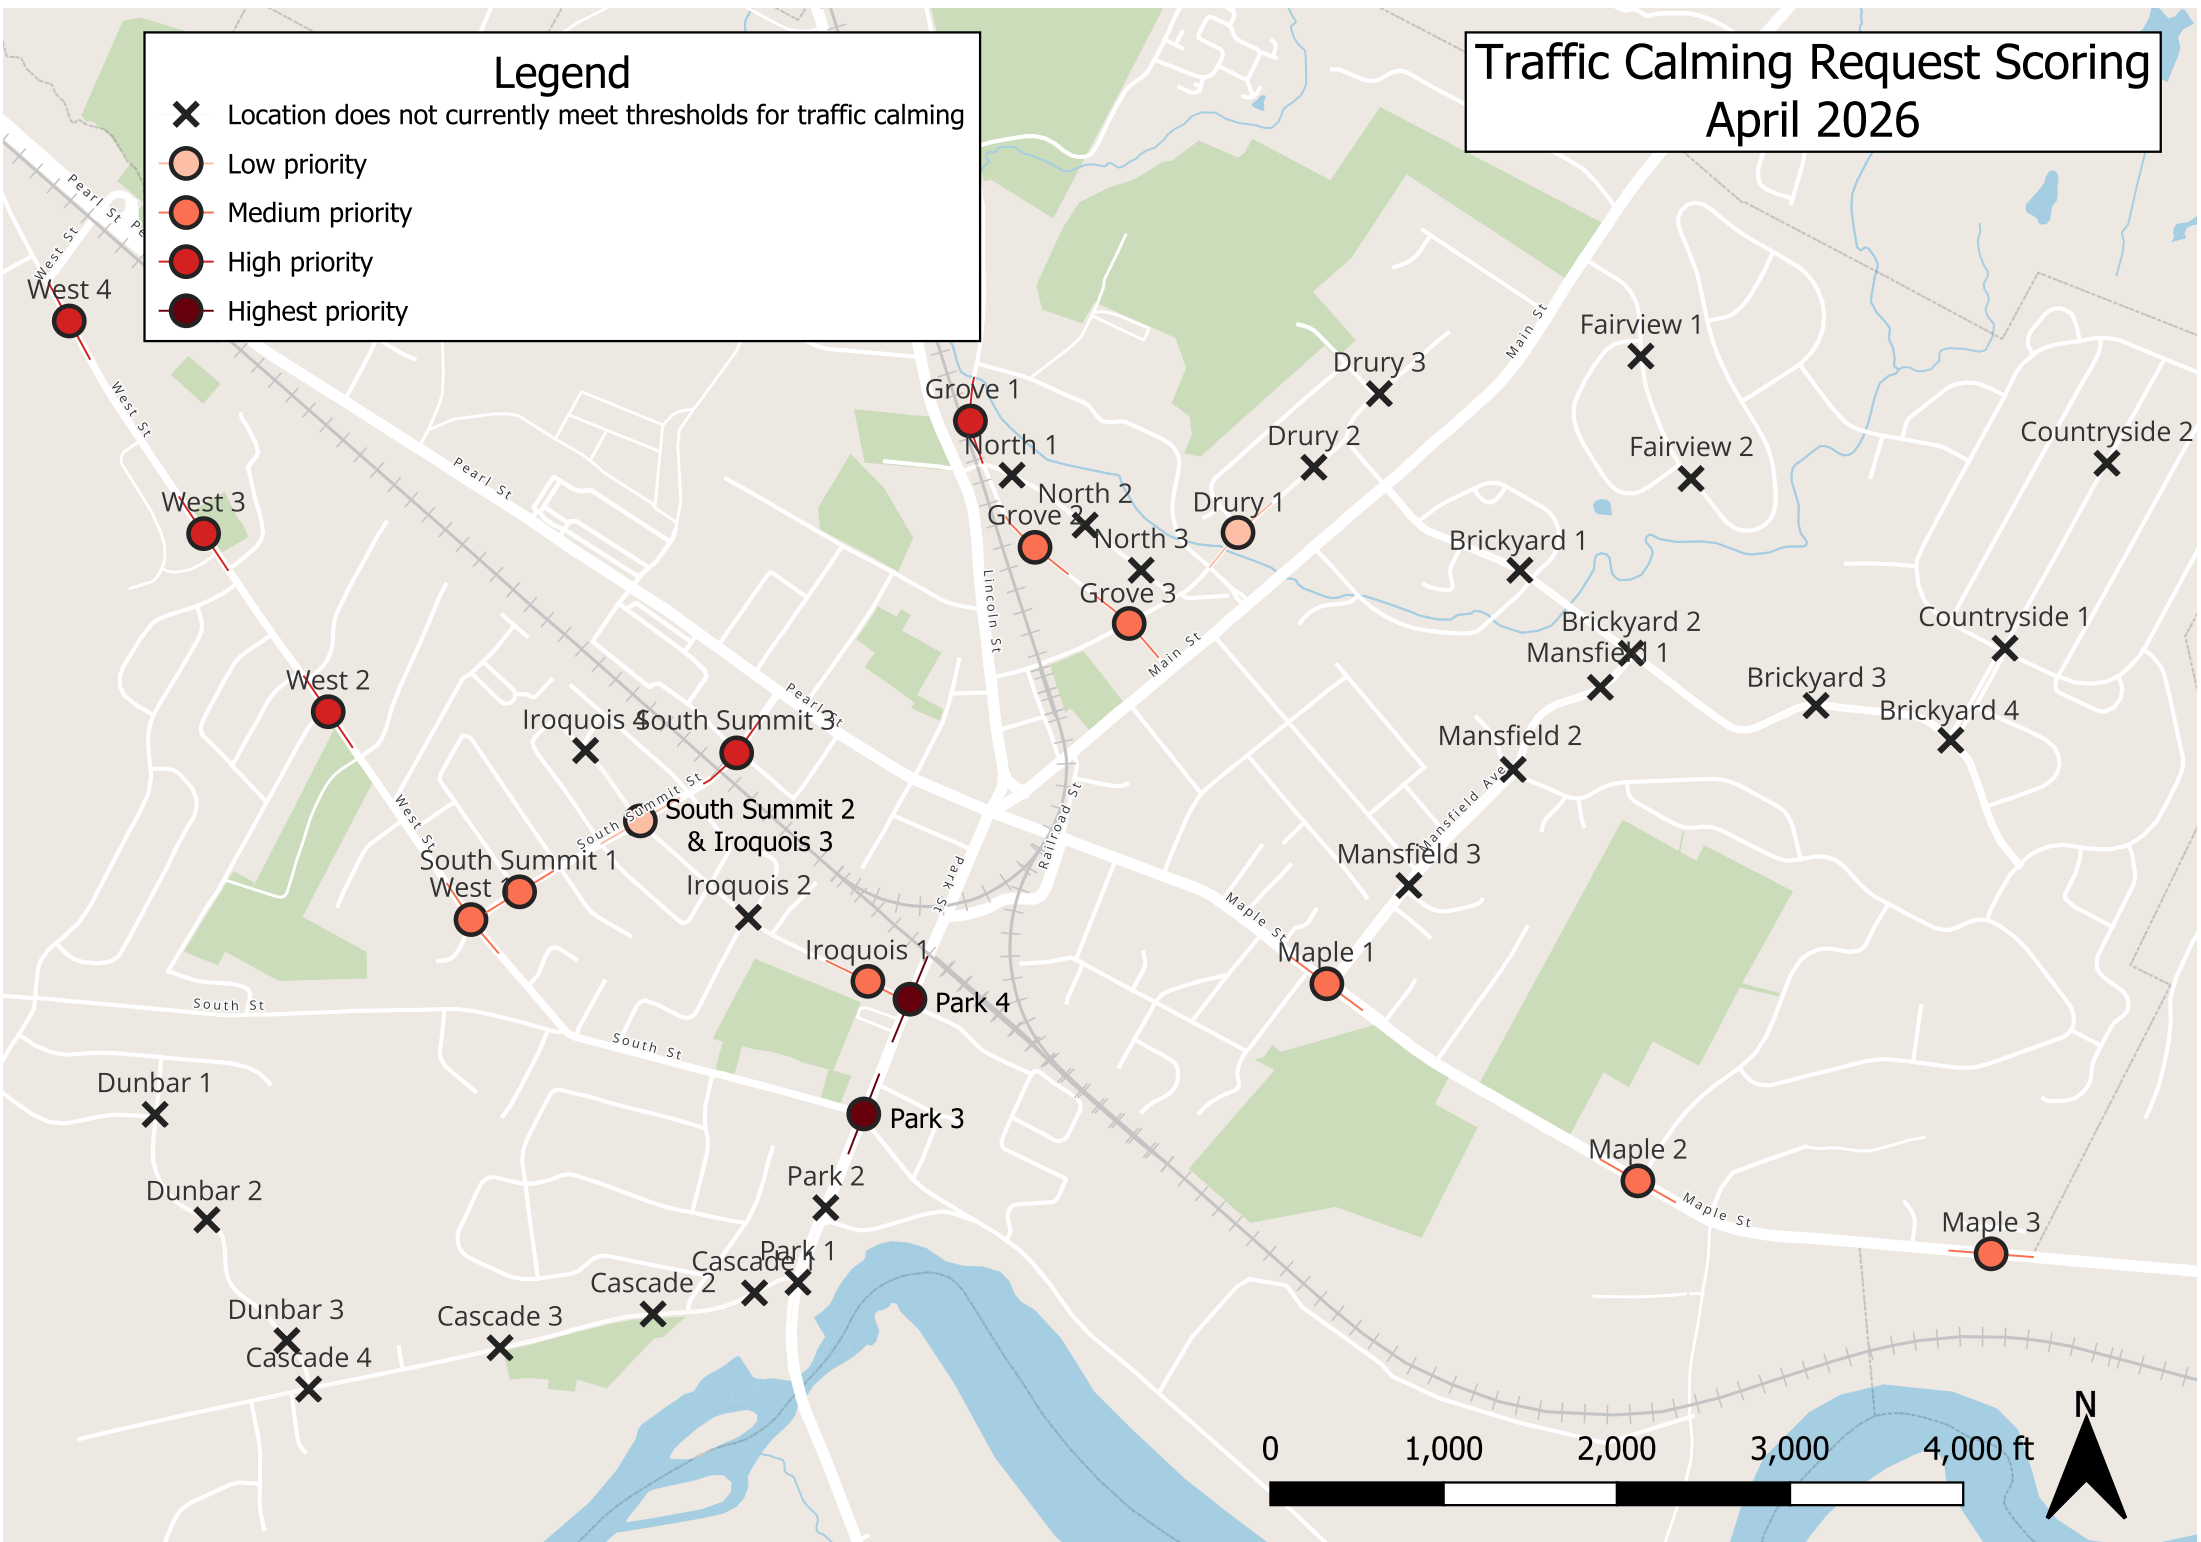 Legend
Location does not currently meet thresholds for traffic calming
Low priority
Medium priority
High priority
Highest priority
Traffic Calming Request Scoring
April 2026
Pearl St
West St
West 4
West St
West 3
West 2
West St
West 1
Pearl St
Pearl St
Grove 1
North 1
North 2
Grove 2
North 3
Grove 3
Drury 1
Drury 2
Drury 3
Main St
Main St
Lincoln St
Fairview 1
Fairview 2
Countryside 2
Countryside 1
Brickyard 1
Brickyard 2
Mansfield 1
Brickyard 3
Brickyard 4
Mansfield 2
Mansfield Ave
Mansfield 3
Iroquois 4
South Summit 3
South Summit St
South Summit 2
& Iroquois 3
South Summit 1
Iroquois 2
Iroquois 1
Park St
Railroad St
Park 4
Park 3
Park 2
Park 1
Maple St
Maple 1
Maple 2
Maple St
Maple 3
South St
South St
Dunbar 1
Dunbar 2
Dunbar 3
Cascade 1
Cascade 2
Cascade 3
Cascade 4
0 1,000 2,000 3,000 4,000 ft
N